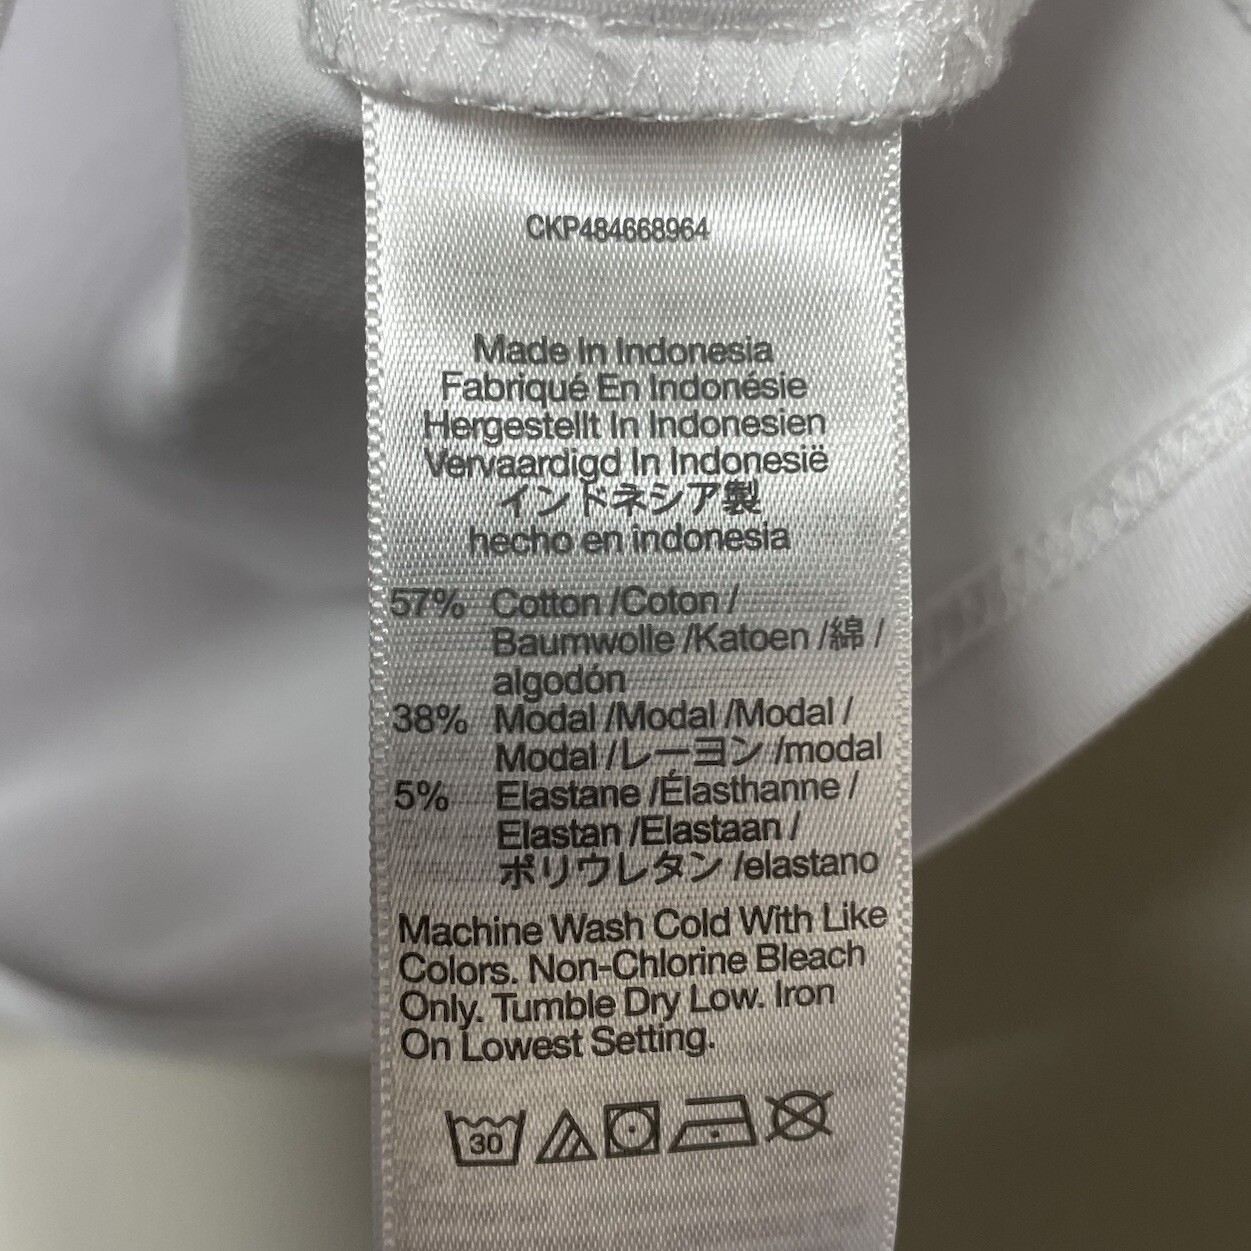 CKP484668964
Made In Indonesia
Fabriqué En Indonésie
Hergestellt In Indonesien
Vervaardigd In Indonesië
インドネシア製
hecho en indonesia
57% Cotton /Coton /
Baumwolle /Katoen /綿 /
algodón
38% Modal /Modal /Modal /
Modal /レーヨン /modal
5% Elastane /Élasthanne /
Elastan /Elastaan /
ポリウレタン /elastano
Machine Wash Cold With Like
Colors. Non-Chlorine Bleach
Only. Tumble Dry Low. Iron
On Lowest Setting.
30